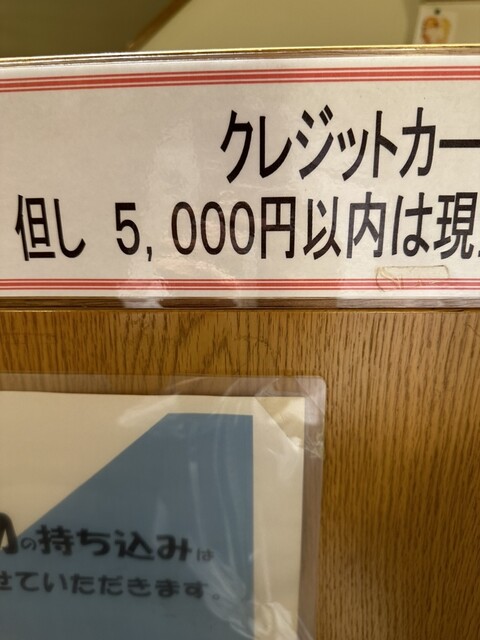 クレジットカー
但し 5,000円以内は現
の持ち込みは
せていただきます。